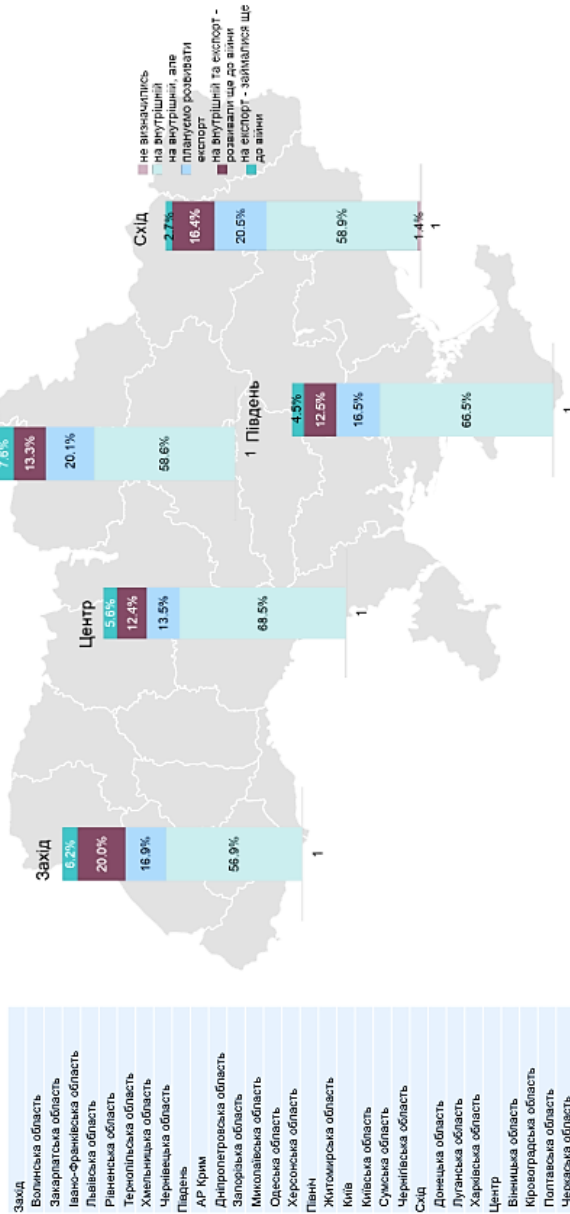 не визначились
на внутрішній
на внутрішній, але
плануємо розвивати
експорт
на внутрішній та експорт -
розвивали ще до війни
на експорт - займалися ще
до війни
Захід
6.2%
20.0%
16.9%
56.9%
1
Центр
5.6%
12.4%
13.5%
68.5%
1
7.6%
13.3%
20.1%
58.6%
1
Південь
4.5%
12.5%
16.5%
66.5%
1
Схід
2.7%
16.4%
20.5%
58.9%
1.4%
1
Захід
Волинська область
Закарпатська область
Івано-Франківська область
Львівська область
Рівненська область
Тернопільська область
Хмельницька область
Чернівецька область
Південь
АР Крим
Дніпропетровська область
Запорізька область
Миколаївська область
Одеська область
Херсонська область
Північ
Житомирська область
Київ
Київська область
Сумська область
Чернігівська область
Схід
Донецька область
Луганська область
Харківська область
Центр
Вінницька область
Кіровоградська область
Полтавська область
Черкаська область